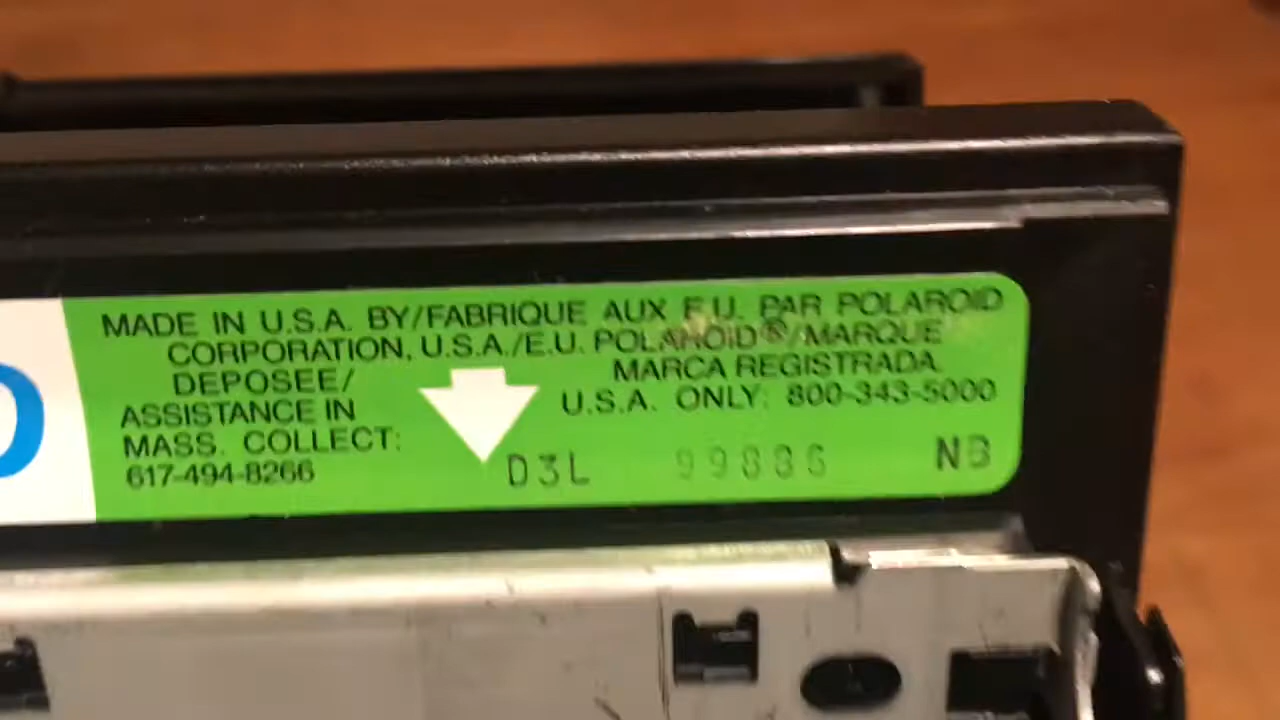 MADE IN U.S.A. BY/FABRIQUE AUX E.U. PAR POLAROID
CORPORATION, U.S.A./E.U. POLAROID®/MARQUE
DEPOSEE/ MARCA REGISTRADA
ASSISTANCE IN U.S.A. ONLY: 800-343-5000
MASS. COLLECT:
617-494-8266
D3L NB